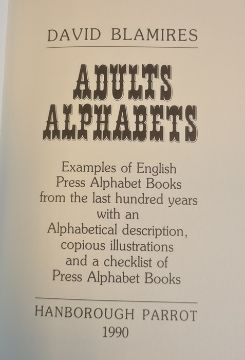 DAVID BLAMIRES
ADULTS
ALPHABETS
Examples of English
Press Alphabet Books
from the last hundred years
with an
Alphabetical description,
copious illustrations
and a checklist of
Press Alphabet Books
HANBOROUGH PARROT
1990